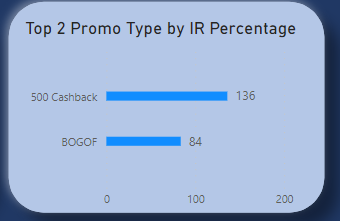 Top 2 Promo Type by IR Percentage
500 Cashback 136
BOGOF 84
0 100 200